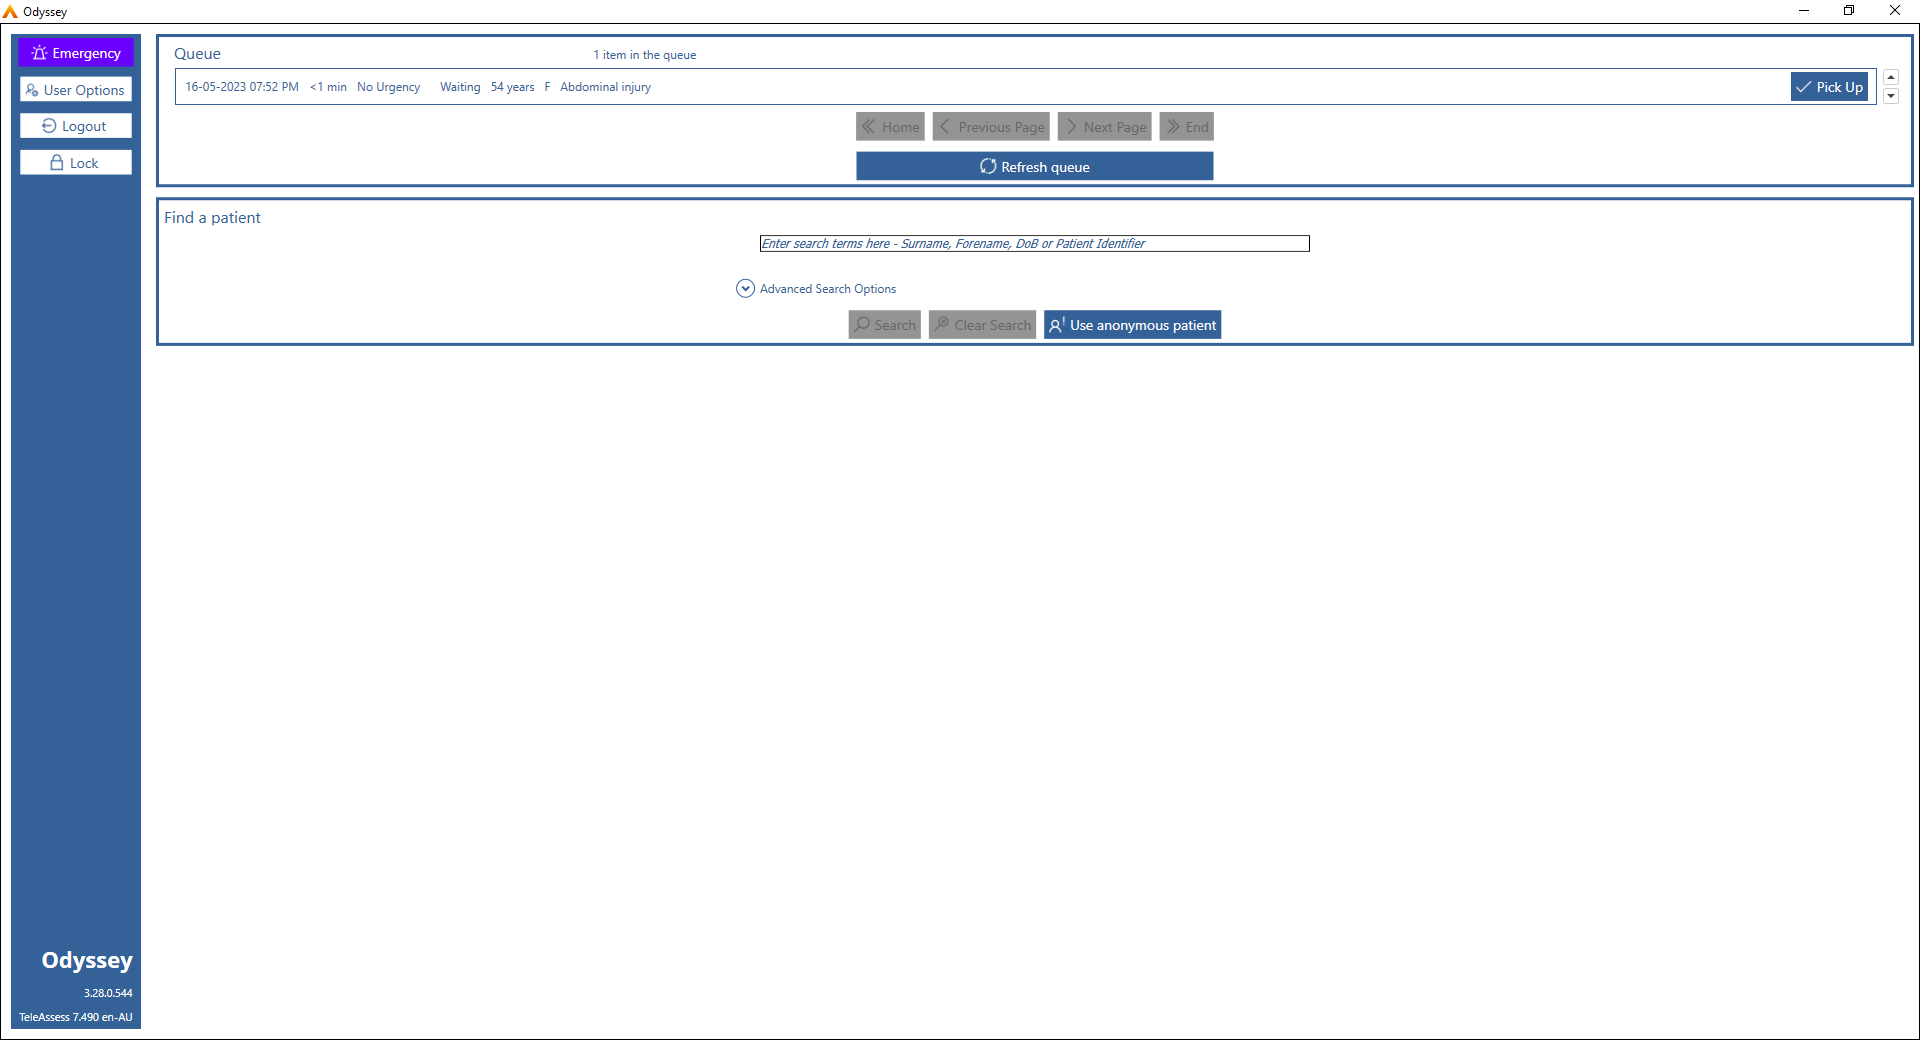 Odyssey
Emergency
User Options
Logout
Lock
Queue 1 item in the queue
16-05-2023 07:52 PM <1 min No Urgency Waiting 54 years F Abdominal injury Pick Up
Home Previous Page Next Page End
Refresh queue
Find a patient
Enter search terms here - Surname, Forename, DoB or Patient Identifier
Advanced Search Options
Search Clear Search Use anonymous patient
Odyssey
3.28.0.544
TeleAssess 7.490 en-AU